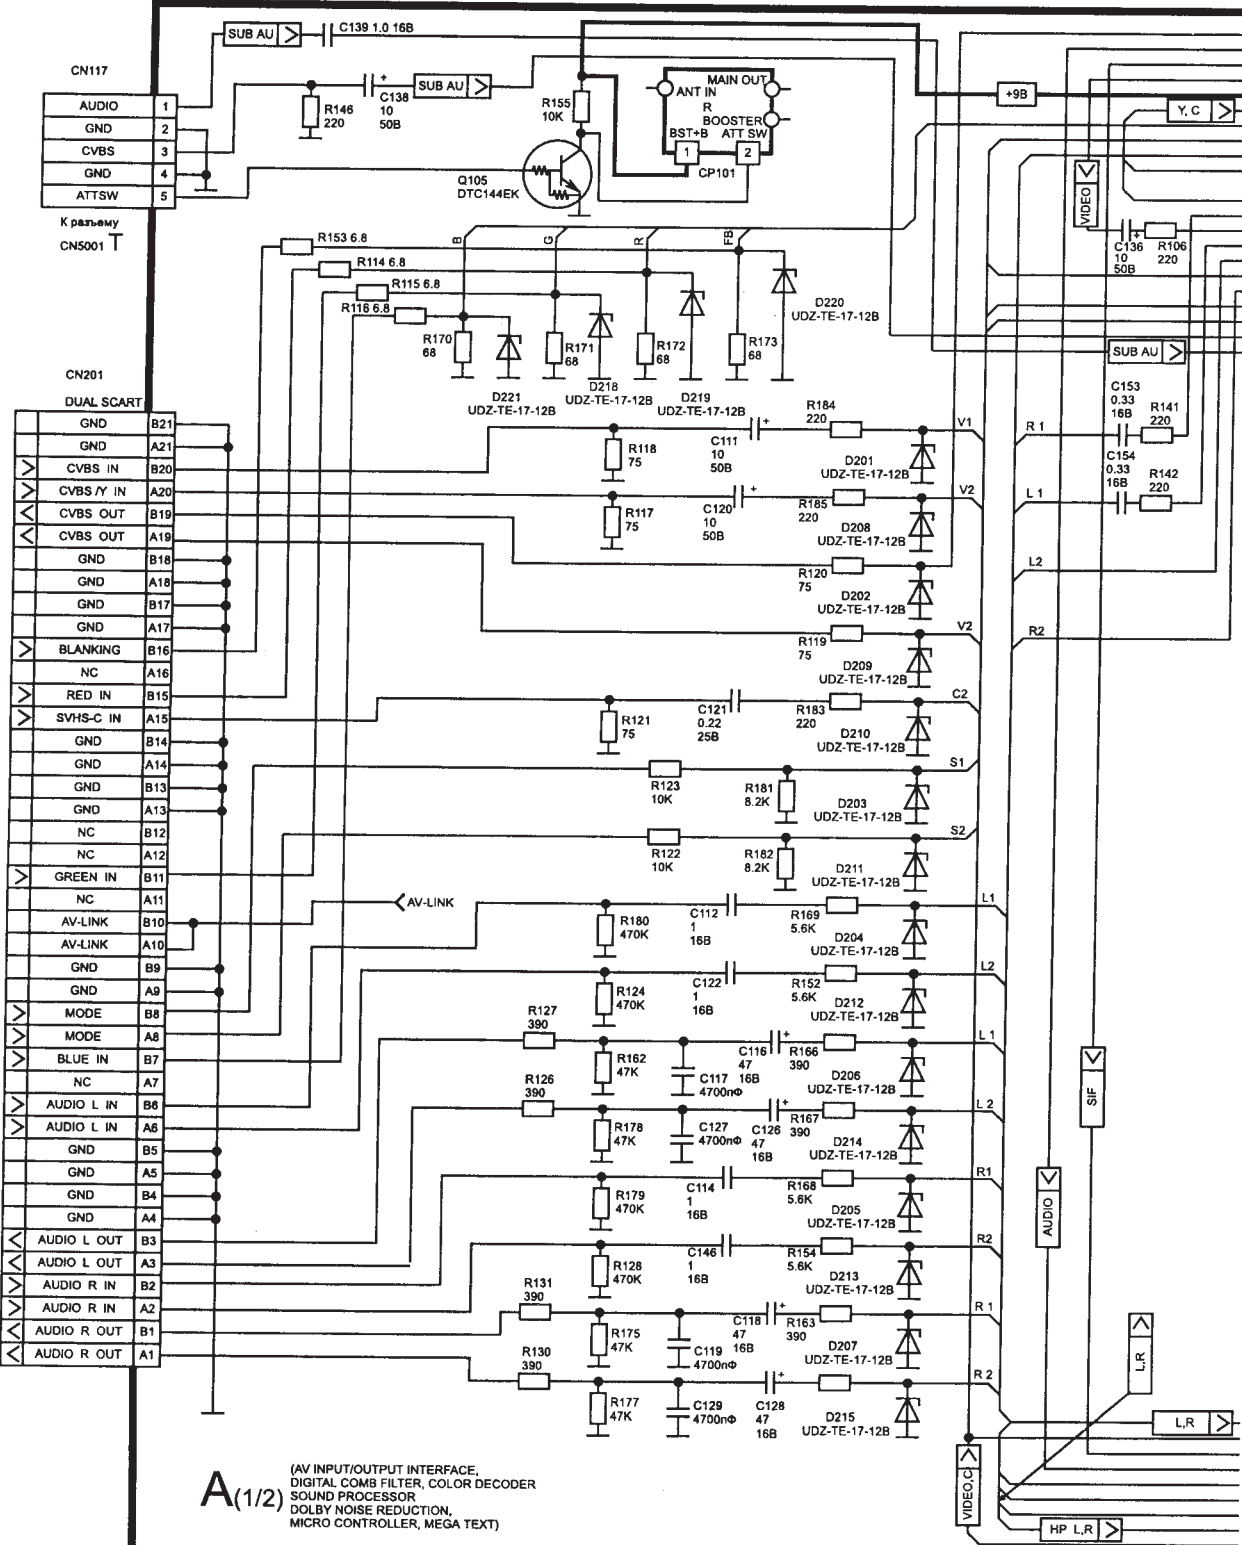 SUB AU
C139 1.0 16B
CN117
AUDIO 1
GND 2
CVBS 3
GND 4
ATTSW 5
К разъему
CN5001 T
R146
220
C138
10
50B
+
SUB AU
R155
10K
Q105
DTC144EK
MAIN OUT
ANT IN
R
BOOSTER
BST+B ATT SW
1 2
CP101
+9B
Y, C
VIDEO
C136
10
50B
+
R106
220
B G R FB
R153 6.8
R114 6.8
R115 6.8
R116 6.8
R170
68
R171
68
R172
68
R173
68
D220
UDZ-TE-17-12B
D221
UDZ-TE-17-12B
D218
UDZ-TE-17-12B
D219
UDZ-TE-17-12B
SUB AU
CN201
DUAL SCART
GND B21
GND A21
CVBS IN B20
CVBS/Y IN A20
CVBS OUT B19
CVBS OUT A19
GND B18
GND A18
GND B17
GND A17
BLANKING B16
NC A16
RED IN B15
SVHS-C IN A15
GND B14
GND A14
GND B13
GND A13
NC B12
NC A12
GREEN IN B11
NC A11
AV-LINK B10
AV-LINK A10
GND B9
GND A9
MODE B8
MODE A8
BLUE IN B7
NC A7
AUDIO L IN B6
AUDIO L IN A6
GND B5
GND A5
GND B4
GND A4
AUDIO L OUT B3
AUDIO L OUT A3
AUDIO R IN B2
AUDIO R IN A2
AUDIO R OUT B1
AUDIO R OUT A1
R118
75
C111
10
50B
+
R184
220
D201
UDZ-TE-17-12B
V1
R117
75
C120
10
50B
+
R185
220
D208
UDZ-TE-17-12B
V2
R120
75
D202
UDZ-TE-17-12B
R119
75
D209
UDZ-TE-17-12B
V2
R121
75
C121
0.22
25B
R183
220
D210
UDZ-TE-17-12B
C2
R123
10K
R181
8.2K
D203
UDZ-TE-17-12B
S1
R122
10K
R182
8.2K
D211
UDZ-TE-17-12B
S2
AV-LINK
R180
470K
C112
1
16B
R169
5.6K
D204
UDZ-TE-17-12B
L1
R124
470K
C122
1
16B
R152
5.6K
D212
UDZ-TE-17-12B
L2
R127
390
R162
47K
C117
4700пФ
C116
47
16B
+
R166
390
D206
UDZ-TE-17-12B
L 1
R126
390
R178
47K
C127
4700пФ
C126
47
16B
+
R167
390
D214
UDZ-TE-17-12B
L 2
R179
470K
C114
1
16B
R168
5.6K
D205
UDZ-TE-17-12B
R1
R128
470K
C146
1
16B
R154
5.6K
D213
UDZ-TE-17-12B
R2
R131
390
R175
47K
C119
4700пФ
C118
47
16B
+
R163
390
D207
UDZ-TE-17-12B
R 1
R130
390
R177
47K
C129
4700пФ
C128
47
16B
+
D215
UDZ-TE-17-12B
R 2
R 1
C153
0.33
16B
R141
220
L 1
C154
0.33
16B
R142
220
L2
R2
SIF
AUDIO
L,R
L,R
VIDEO,C
HP L,R
A(1/2)
(AV INPUT/OUTPUT INTERFACE,
DIGITAL COMB FILTER, COLOR DECODER
SOUND PROCESSOR
DOLBY NOISE REDUCTION,
MICRO CONTROLLER, MEGA TEXT)